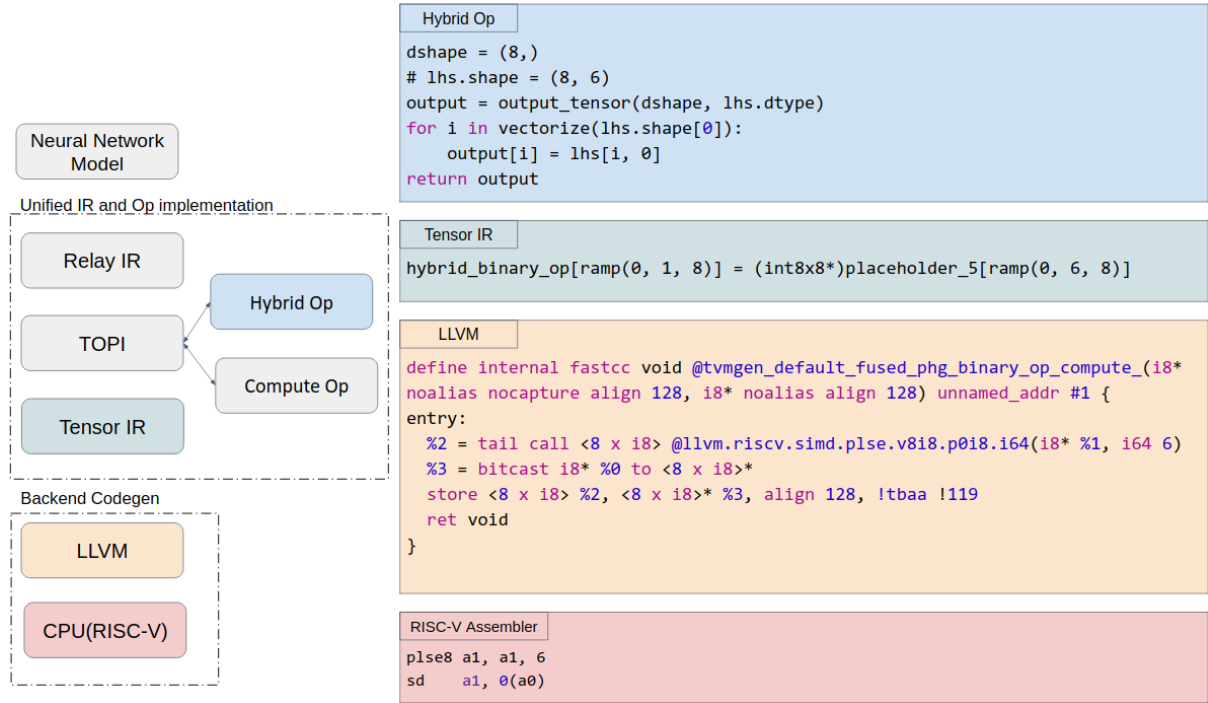 Neural Network
Model
Unified IR and Op implementation
Relay IR
TOPI
Tensor IR
Hybrid Op
Compute Op
Backend Codegen
LLVM
CPU(RISC-V)
Hybrid Op
dshape = (8,)
# lhs.shape = (8, 6)
output = output_tensor(dshape, lhs.dtype)
for i in vectorize(lhs.shape[0]):
    output[i] = lhs[i, 0]
return output
Tensor IR
hybrid_binary_op[ramp(0, 1, 8)] = (int8x8*)placeholder_5[ramp(0, 6, 8)]
LLVM
define internal fastcc void @tvmgen_default_fused_phg_binary_op_compute_(i8*
noalias nocapture align 128, i8* noalias align 128) unnamed_addr #1 {
entry:
  %2 = tail call <8 x i8> @llvm.riscv.simd.plse.v8i8.p0i8.i64(i8* %1, i64 6)
  %3 = bitcast i8* %0 to <8 x i8>*
  store <8 x i8> %2, <8 x i8>* %3, align 128, !tbaa !119
  ret void
}
RISC-V Assembler
plse8 a1, a1, 6
sd    a1, 0(a0)